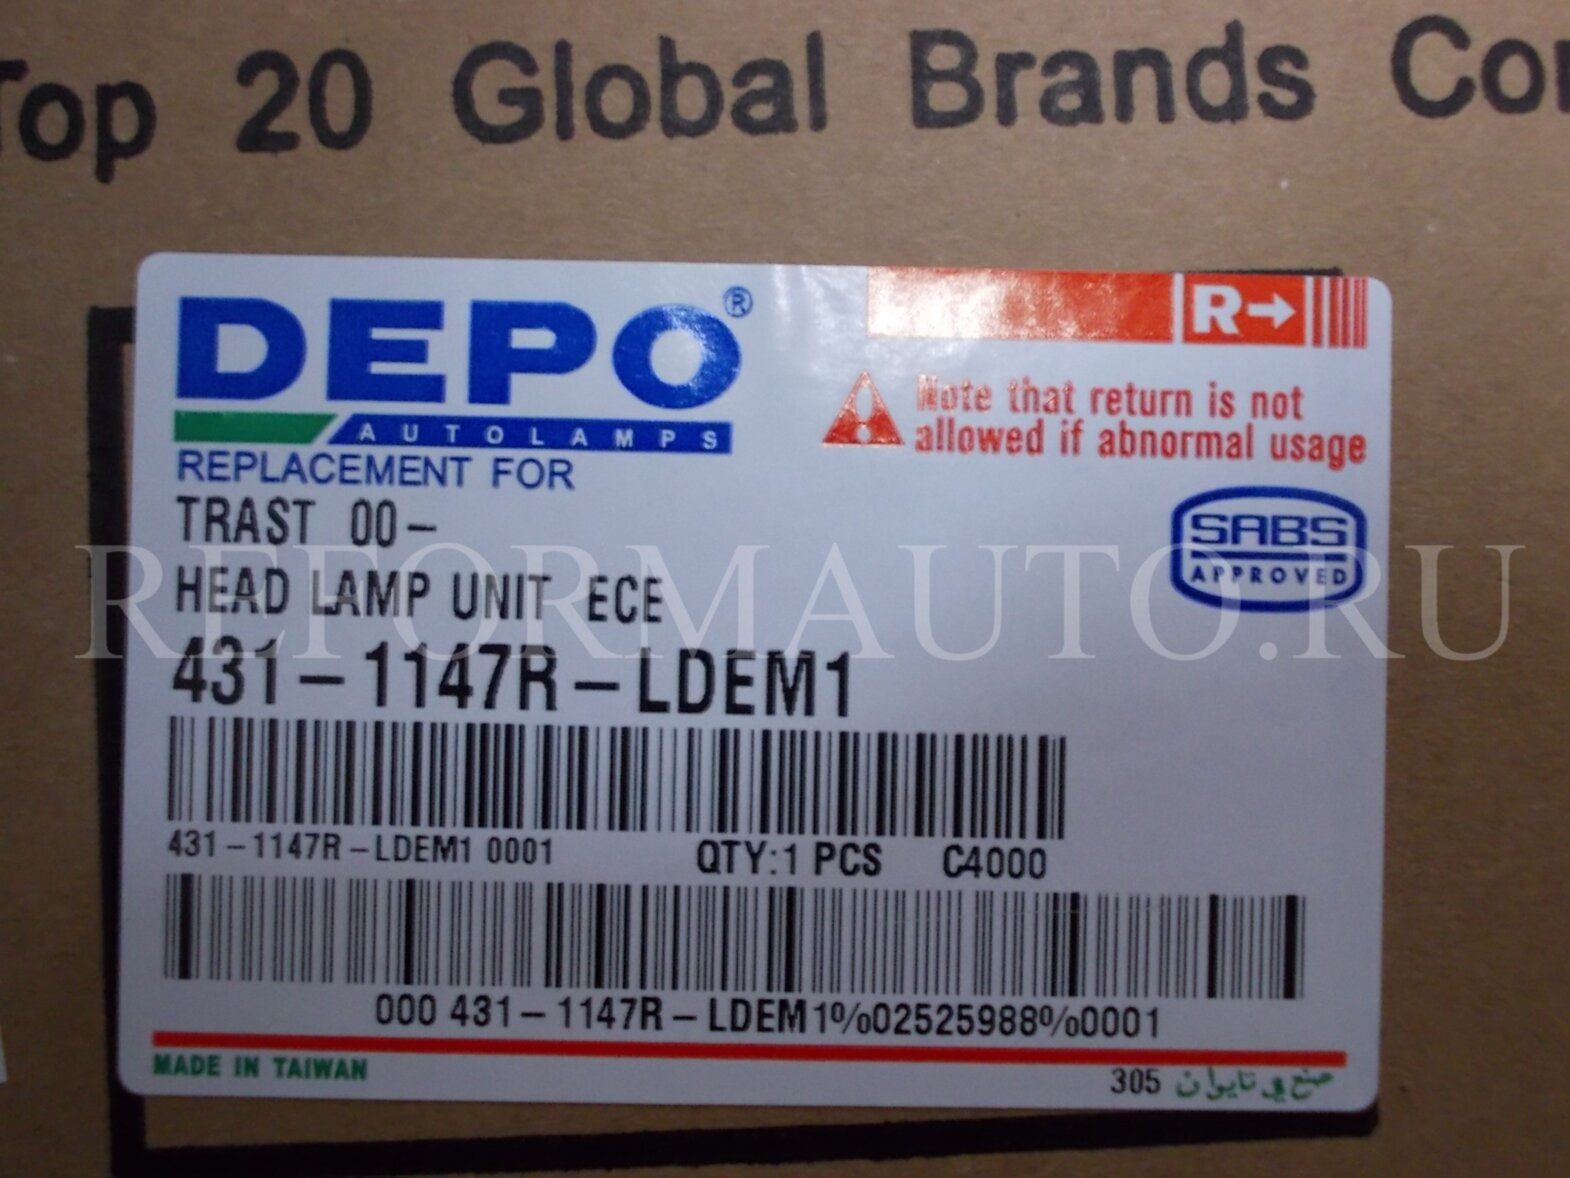 Top 20 Global Brands Co
DEPO®
AUTOLAMPS
R→
Note that return is not
allowed if abnormal usage
REPLACEMENT FOR
TRAST 00-
HEAD LAMP UNIT ECE
SABS
APPROVED
REFORMAUTO.RU
431-1147R-LDEM1
431-1147R-LDEM1 0001 QTY:1 PCS C4000
000 431-1147R-LDEM1%02525988%0001
MADE IN TAIWAN
305 صنع في تايوان